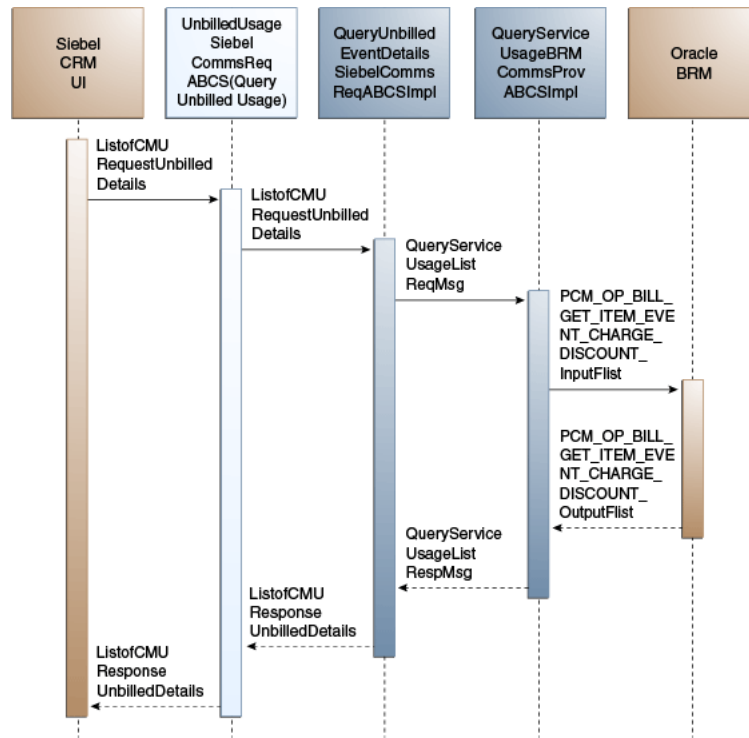 Siebel
CRM
UI
UnbilledUsage
Siebel
CommsReq
ABCS(Query
Unbilled Usage)
QueryUnbilled
EventDetails
SiebelComms
ReqABCSImpl
QueryService
UsageBRM
CommsProv
ABCSImpl
Oracle
BRM
ListofCMU
RequestUnbilled
Details
ListofCMU
RequestUnbilled
Details
QueryService
UsageList
ReqMsg
PCM_OP_BILL_
GET_ITEM_EVE
NT_CHARGE_
DISCOUNT_
InputFlist
PCM_OP_BILL_
GET_ITEM_EVE
NT_CHARGE_
DISCOUNT_
OutputFlist
QueryService
UsageList
RespMsg
ListofCMU
Response
UnbilledDetails
ListofCMU
Response
UnbilledDetails